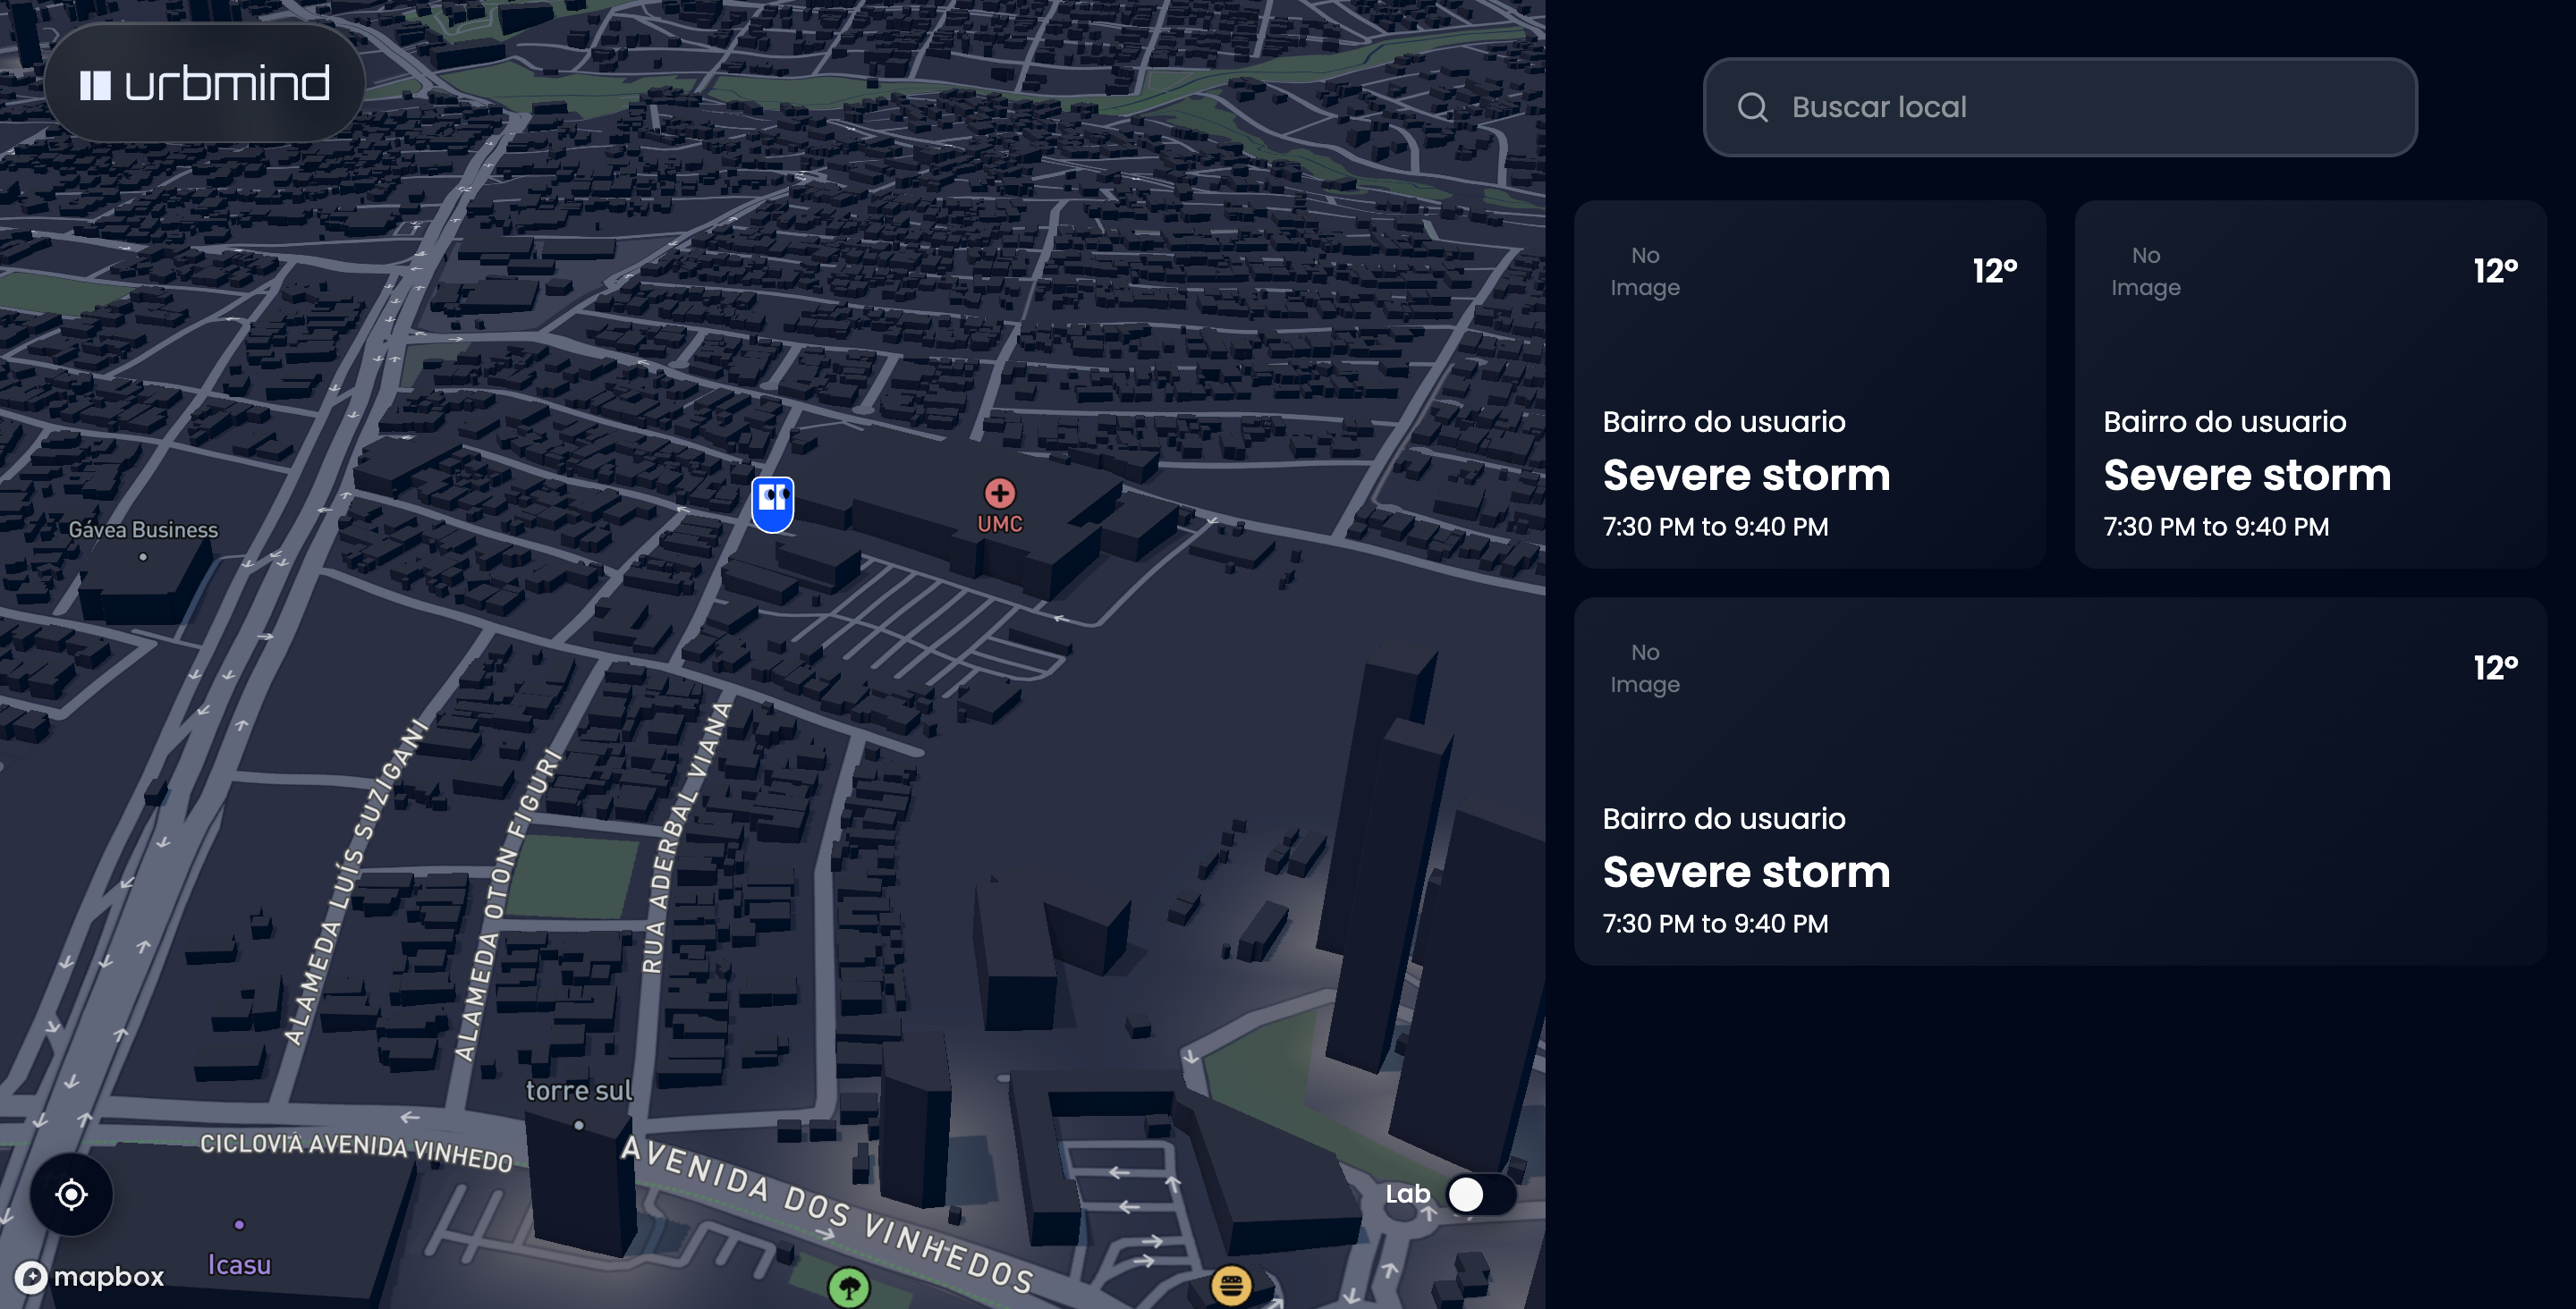 urbmind
Buscar local
No
Image
12°
Bairro do usuario
Severe storm
7:30 PM to 9:40 PM
No
Image
12°
Bairro do usuario
Severe storm
7:30 PM to 9:40 PM
No
Image
12°
Bairro do usuario
Severe storm
7:30 PM to 9:40 PM
UMC
Gávea Business
ALAMEDA LUÍS SUZIGANI
ALAMEDA OTON FIGURI
RUA ADERBAL VIANA
torre sul
CICLOVIA AVENIDA VINHEDO
AVENIDA DOS VINHEDOS
Lab
Icasu
mapbox